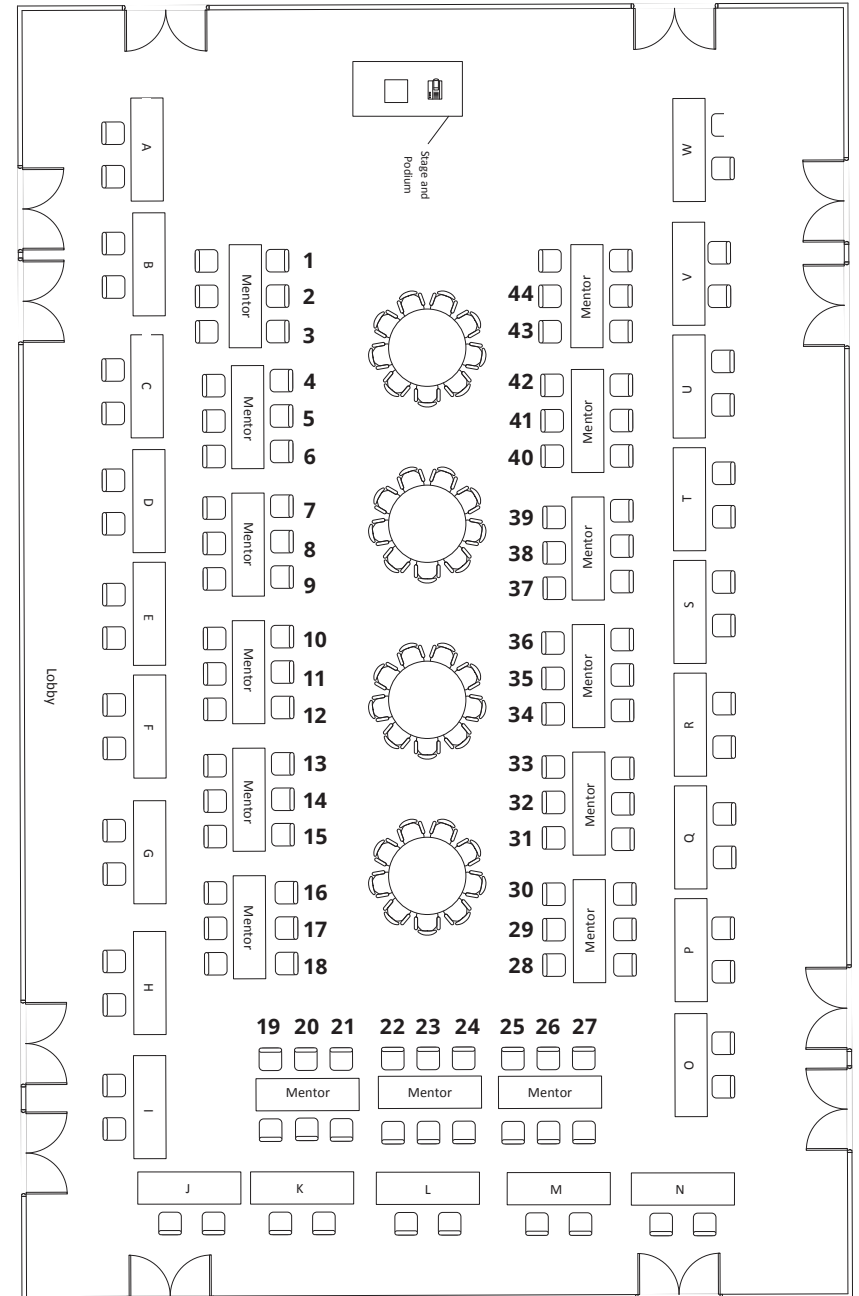 Stage and
Podium
Lobby
A
B
C
D
E
F
G
H
I
J
K
L
M
N
O
P
Q
R
S
T
U
V
W
Mentor
1
2
3
Mentor
4
5
6
Mentor
7
8
9
Mentor
10
11
12
Mentor
13
14
15
Mentor
16
17
18
19 20 21
Mentor
22 23 24
Mentor
25 26 27
Mentor
44
43
Mentor
42
41
40
Mentor
39
38
37
Mentor
36
35
34
Mentor
33
32
31
Mentor
30
29
28
Mentor